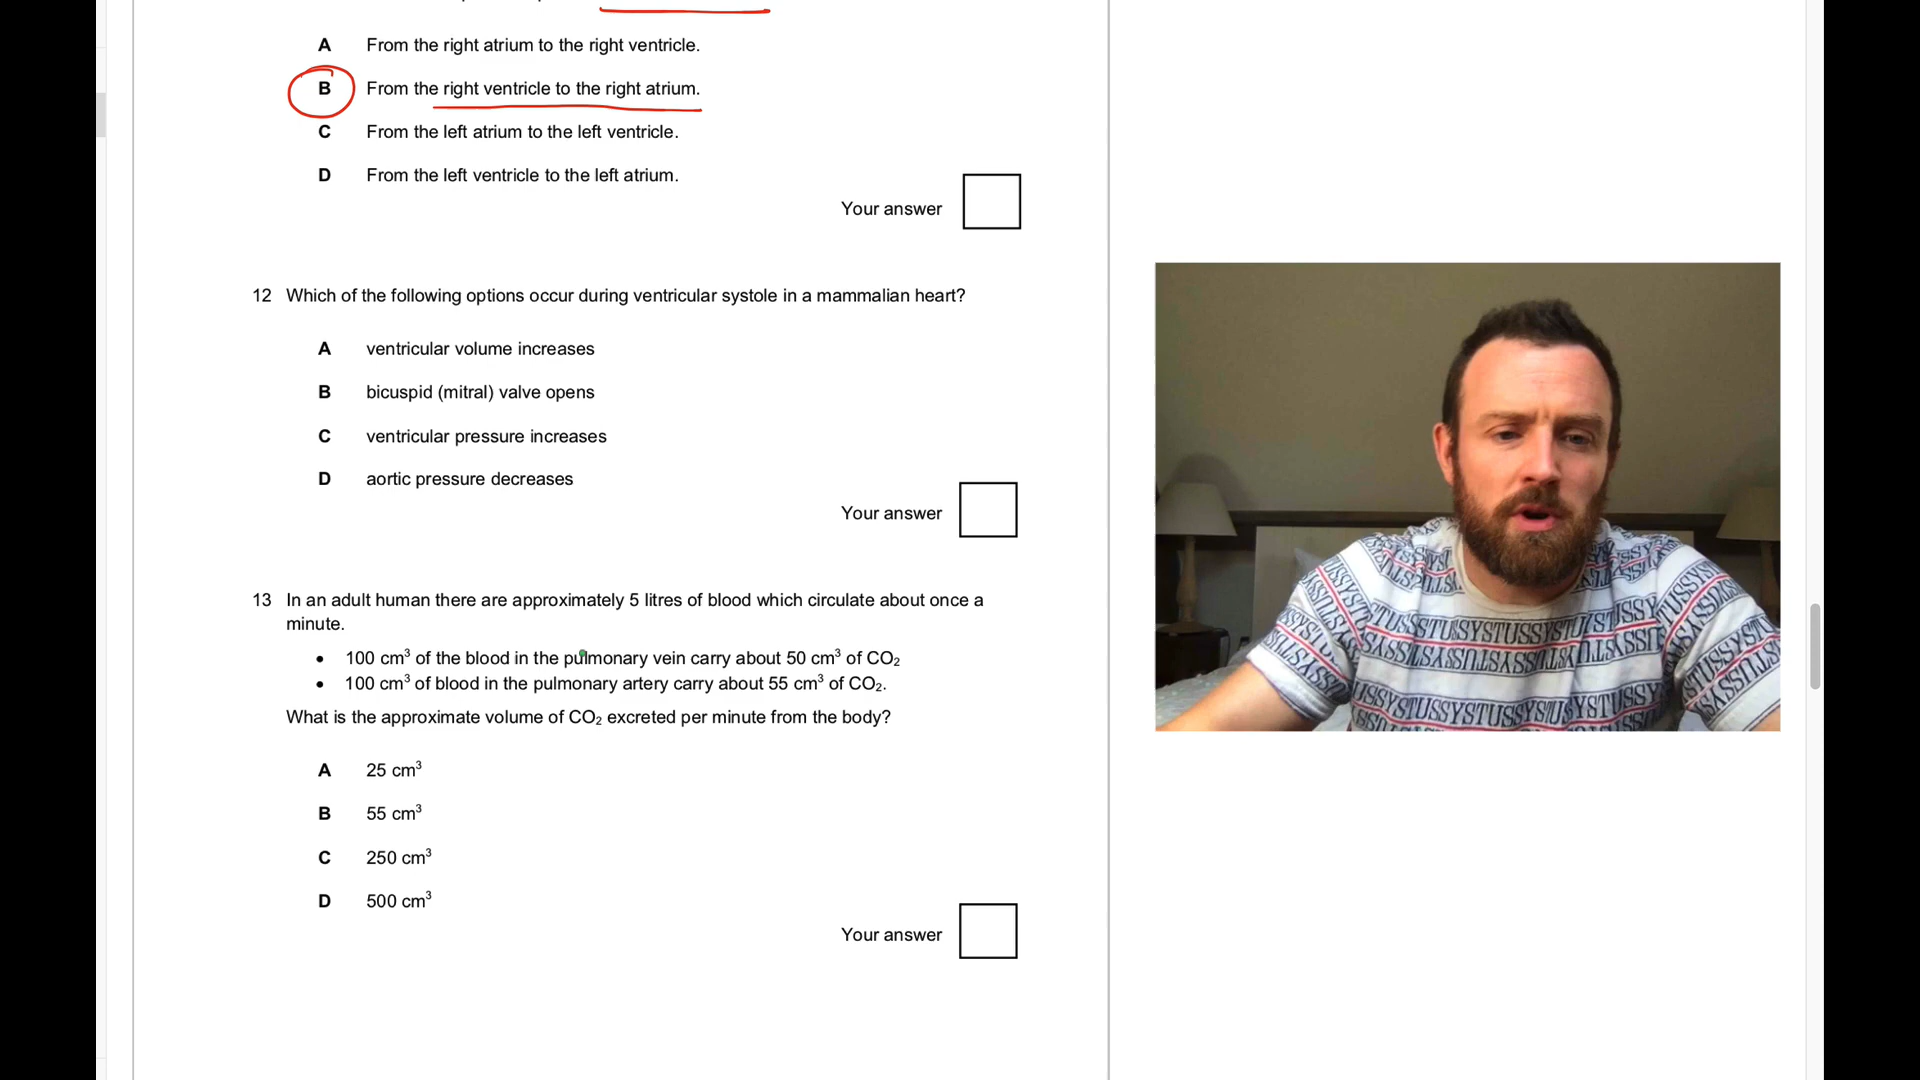 A From the right atrium to the right ventricle.
B From the right ventricle to the right atrium.
C From the left atrium to the left ventricle.
D From the left ventricle to the left atrium.
Your answer
12 Which of the following options occur during ventricular systole in a mammalian heart?
A ventricular volume increases
B bicuspid (mitral) valve opens
C ventricular pressure increases
D aortic pressure decreases
Your answer
13 In an adult human there are approximately 5 litres of blood which circulate about once a
minute.
• 100 cm³ of the blood in the pulmonary vein carry about 50 cm³ of CO₂
• 100 cm³ of blood in the pulmonary artery carry about 55 cm³ of CO₂.
What is the approximate volume of CO₂ excreted per minute from the body?
A 25 cm³
B 55 cm³
C 250 cm³
D 500 cm³
Your answer